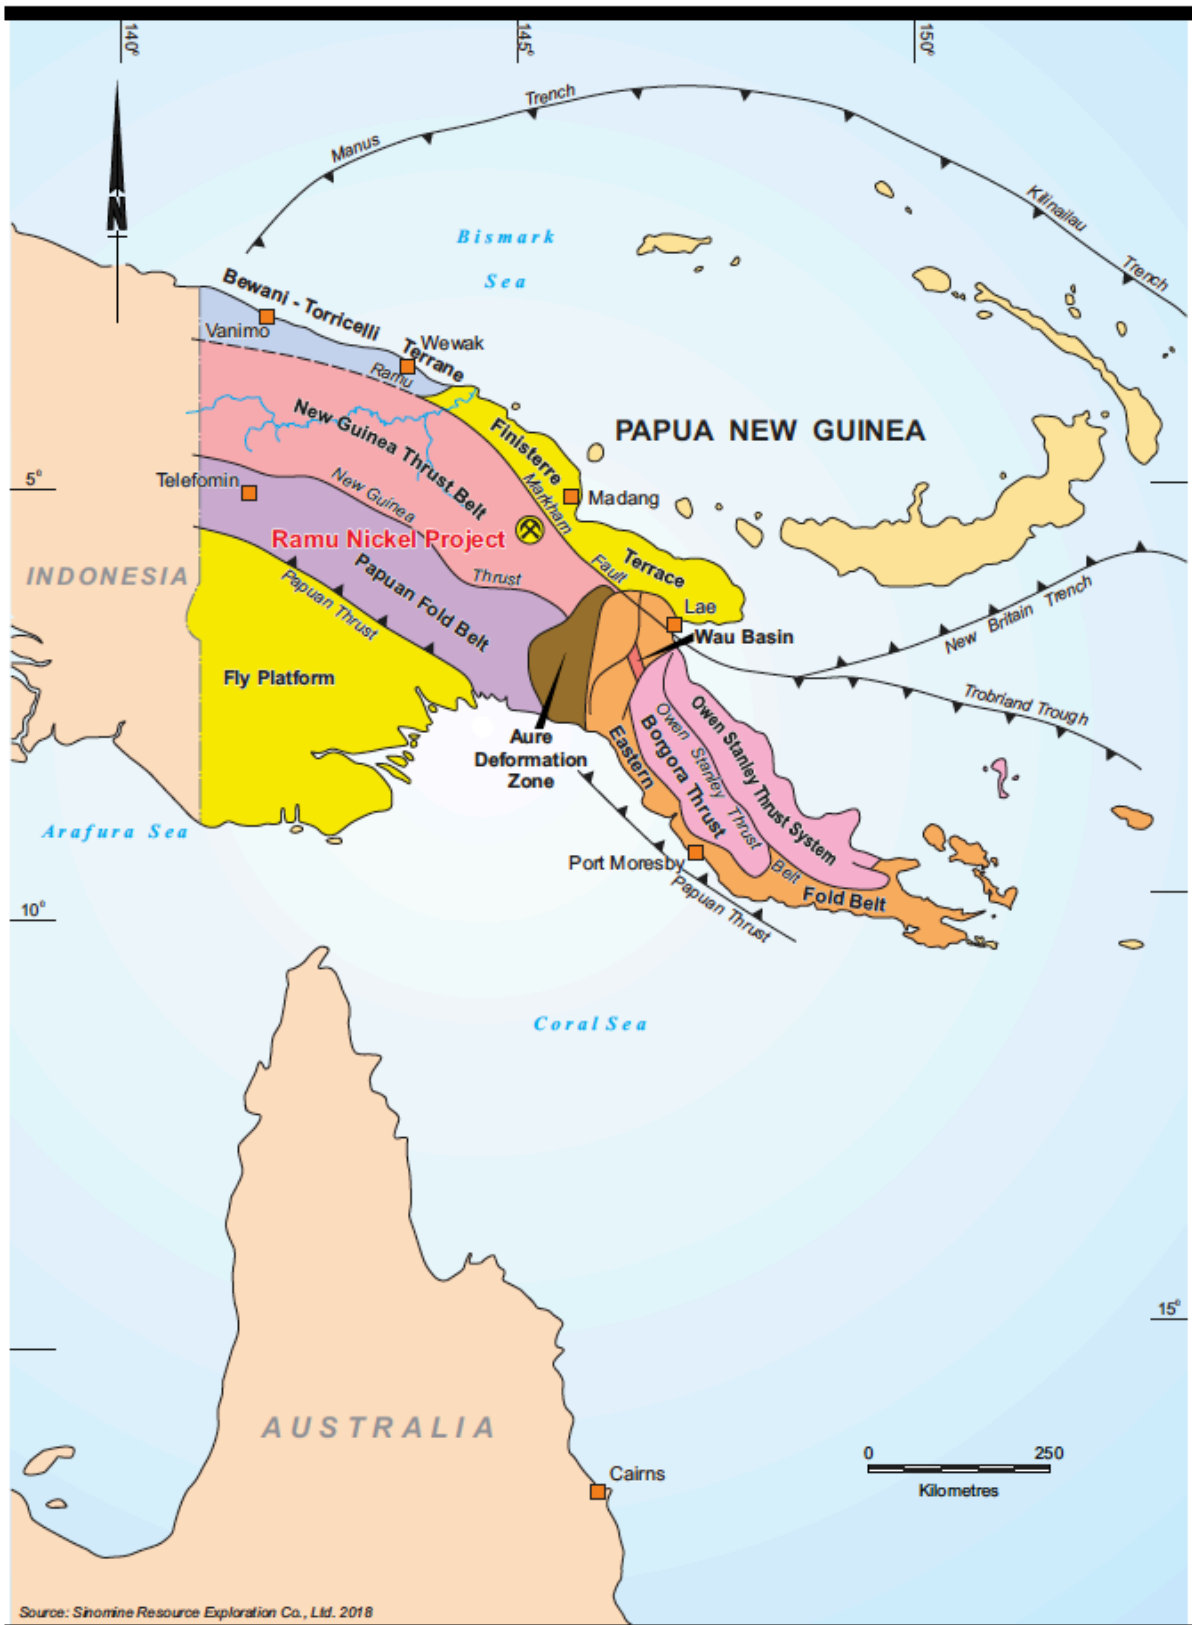 140°
145°
150°
Manus
Trench
Killinailau
Trench
N
Bismark
Sea
Bewani - Torricelli
Terrane
Vanimo
Wewak
Ramu
PAPUA NEW GUINEA
New Guinea Thrust Belt
Finisterre
Markham
5°
Telefomin
New Guinea
Madang
Ramu Nickel Project
INDONESIA
Thrust
Fault
Terrace
Papuan Thrust
Papuan Fold Belt
Lae
New Britain Trench
Wau Basin
Fly Platform
Trobriand Trough
Aure
Deformation
Zone
Eastern
Borgora Thrust
Owen Stanley Thrust
Owen Stanley Thrust System
Arafura Sea
Port Moresby
Belt
Fold Belt
Papuan Thrust
10°
Coral Sea
15°
AUSTRALIA
Cairns
0 250
Kilometres
Source: Sinomine Resource Exploration Co., Ltd. 2018